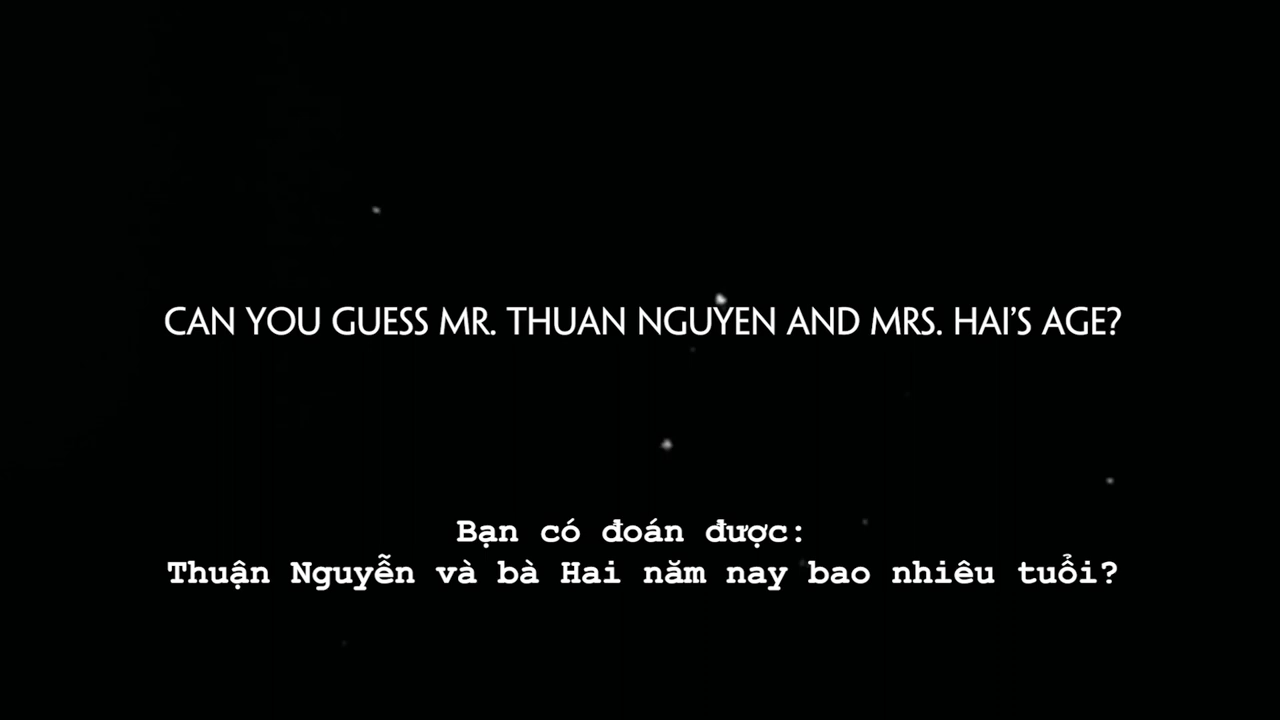 CAN YOU GUESS MR. THUAN NGUYEN AND MRS. HAI’S AGE?
Bạn có đoán được:
Thuận Nguyễn và bà Hai năm nay bao nhiêu tuổi?